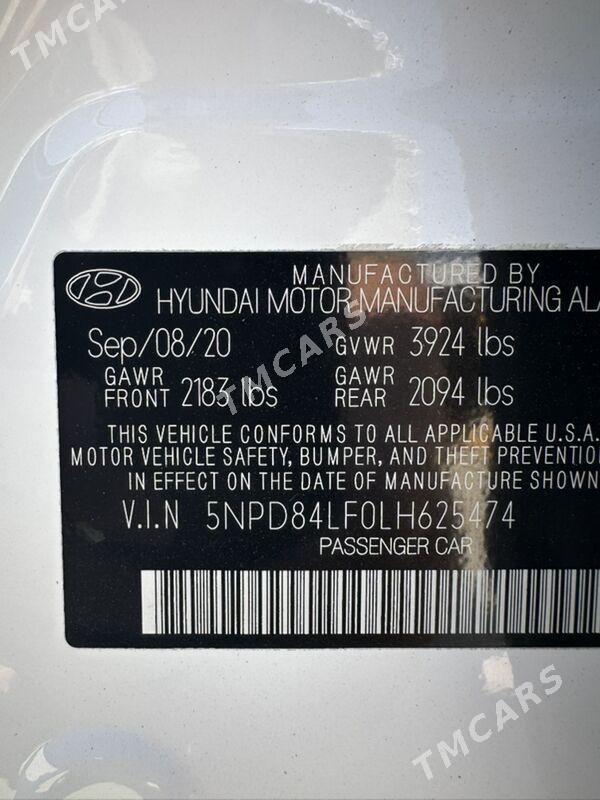 TMCARS
MANUFACTURED BY
HYUNDAI MOTOR MANUFACTURING ALA
Sep/08/20 GVWR 3924 lbs
GAWR FRONT 2183 lbs GAWR REAR 2094 lbs
TMCARS
THIS VEHICLE CONFORMS TO ALL APPLICABLE U.S.A.
MOTOR VEHICLE SAFETY, BUMPER, AND THEFT PREVENTION
IN EFFECT ON THE DATE OF MANUFACTURE SHOWN
V.I.N 5NPD84LF0LH625474
PASSENGER CAR
TMCARS